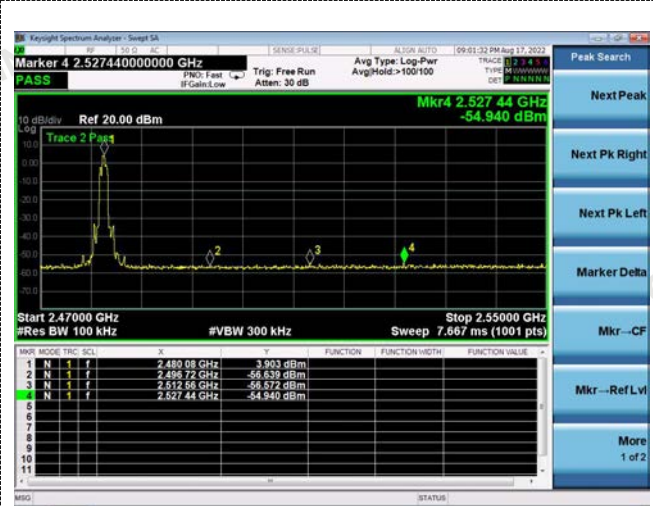 Keysight Spectrum Analyzer - Swept SA
RF 50 Ω AC SENSE:PULSE ALIGN AUTO 09:01:32 PM Aug 17, 2022
Marker 4 2.527440000000 GHz
PNO: Fast Trig: Free Run Avg Type: Log-Pwr TRACE 1 2 3 4 5 6
PASS IFGain:Low Atten: 30 dB Avg|Hold:>100/100 TYPE M WWWWW
DET P NNNNN
Mkr4 2.527 44 GHz
10 dB/div Ref 20.00 dBm -54.940 dBm
Log
Trace 2 Pass
10.0
0.00
-10.0
-20.0
-30.0
-40.0
-50.0
-60.0
-70.0
1
2
3
4
Start 2.47000 GHz Stop 2.55000 GHz
#Res BW 100 kHz #VBW 300 kHz Sweep 7.667 ms (1001 pts)
MKR MODE TRC SCL X Y FUNCTION FUNCTION WIDTH FUNCTION VALUE
1 N 1 f 2.480 08 GHz 3.903 dBm
2 N 1 f 2.496 72 GHz -56.639 dBm
3 N 1 f 2.512 56 GHz -56.572 dBm
4 N 1 f 2.527 44 GHz -54.940 dBm
5
6
7
8
9
10
11
MSG STATUS
Peak Search
Next Peak
Next Pk Right
Next Pk Left
Marker Delta
Mkr→CF
Mkr→Ref Lvl
More
1 of 2